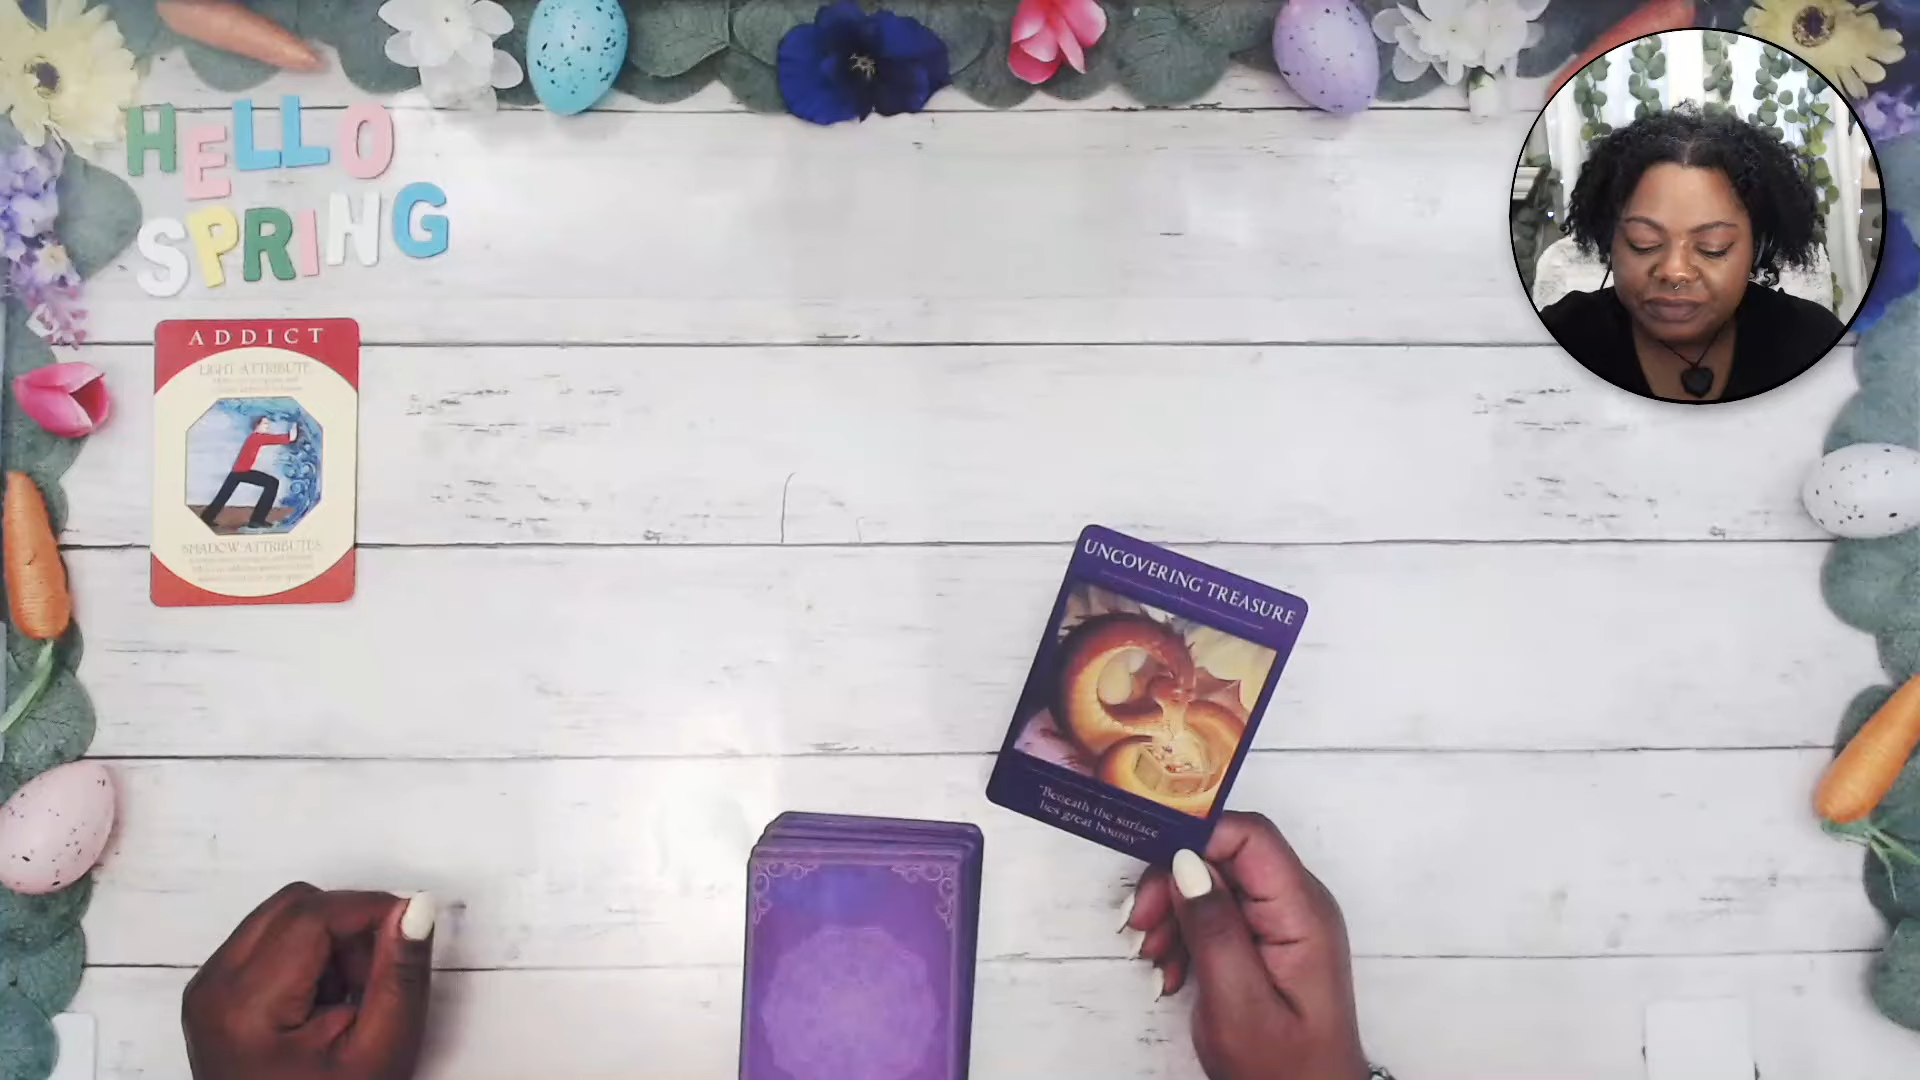 HELLO
SPRING
ADDICT
LIGHT ATTRIBUTE
SHADOW ATTRIBUTES
UNCOVERING TREASURE
"Beneath the surface
lies great bounty"